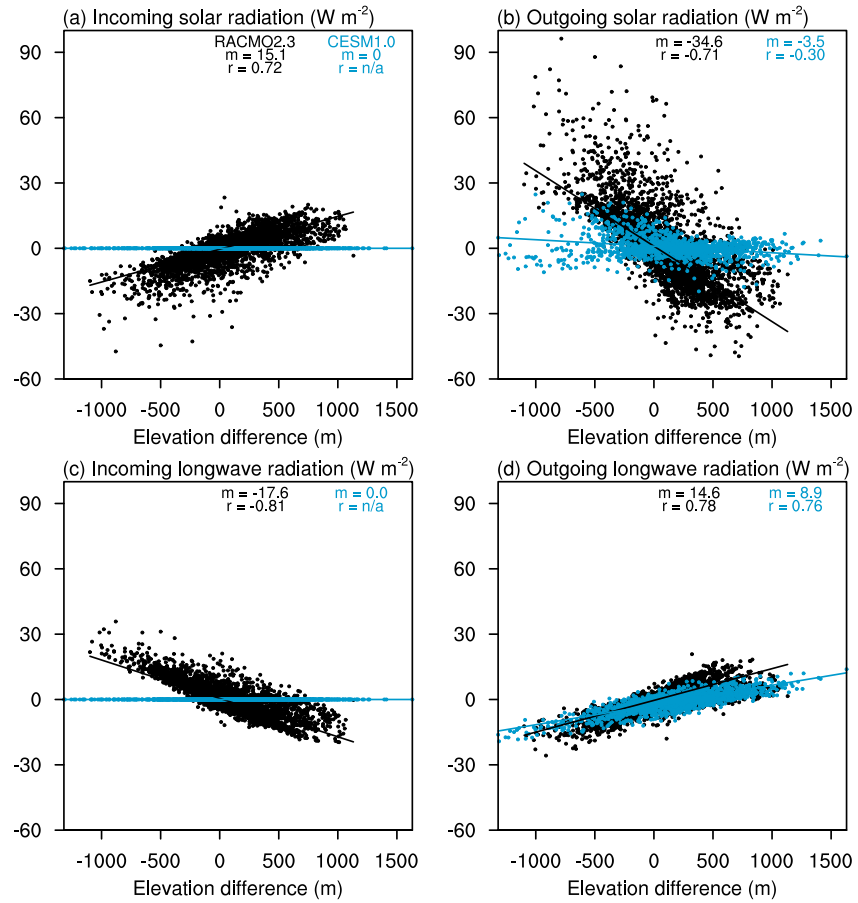 (a) Incoming solar radiation (W m-2)
RACMO2.3 CESM1.0
m = 15.1 m = 0
r = 0.72 r = n/a
90
60
30
0
-30
-60
-1000 -500 0 500 1000
Elevation difference (m)
(b) Outgoing solar radiation (W m-2)
m = -34.6 m = -3.5
r = -0.71 r = -0.30
90
60
30
0
-30
-60
-1000 -500 0 500 1000 1500
Elevation difference (m)
(c) Incoming longwave radiation (W m-2)
m = -17.6 m = 0.0
r = -0.81 r = n/a
90
60
30
0
-30
-60
-1000 -500 0 500 1000
Elevation difference (m)
(d) Outgoing longwave radiation (W m-2)
m = 14.6 m = 8.9
r = 0.78 r = 0.76
90
60
30
0
-30
-60
-1000 -500 0 500 1000 1500
Elevation difference (m)